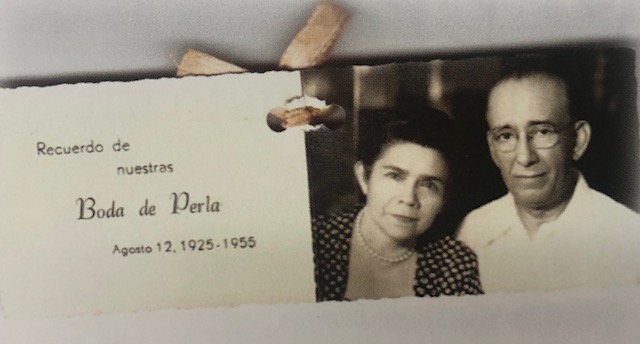 Recuerdo de
nuestras
Boda de Perla
Agosto 12, 1925-1955